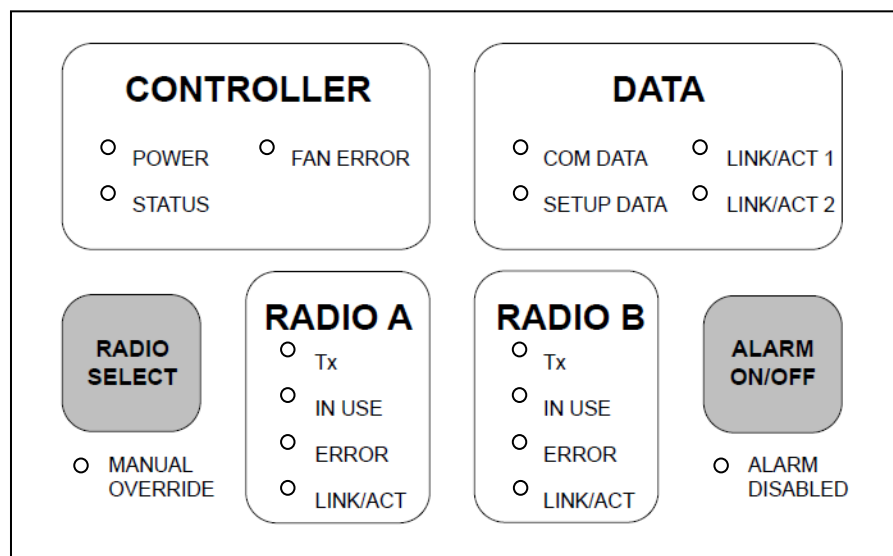 CONTROLLER
POWER
FAN ERROR
STATUS
DATA
COM DATA
LINK/ACT 1
SETUP DATA
LINK/ACT 2
RADIO
SELECT
MANUAL
OVERRIDE
RADIO A
Tx
IN USE
ERROR
LINK/ACT
RADIO B
Tx
IN USE
ERROR
LINK/ACT
ALARM
ON/OFF
ALARM
DISABLED